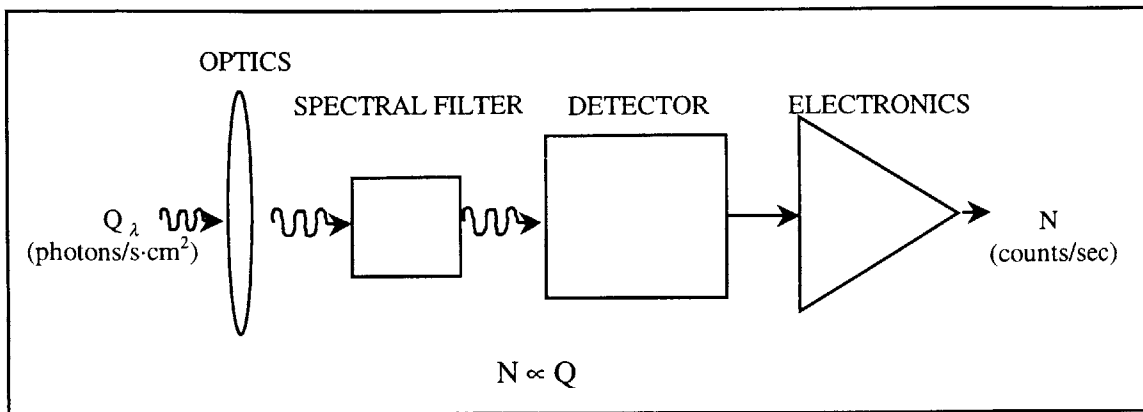 OPTICS
SPECTRAL FILTER
DETECTOR
ELECTRONICS
Q λ
(photons/s·cm²)
N
(counts/sec)
N ∝ Q